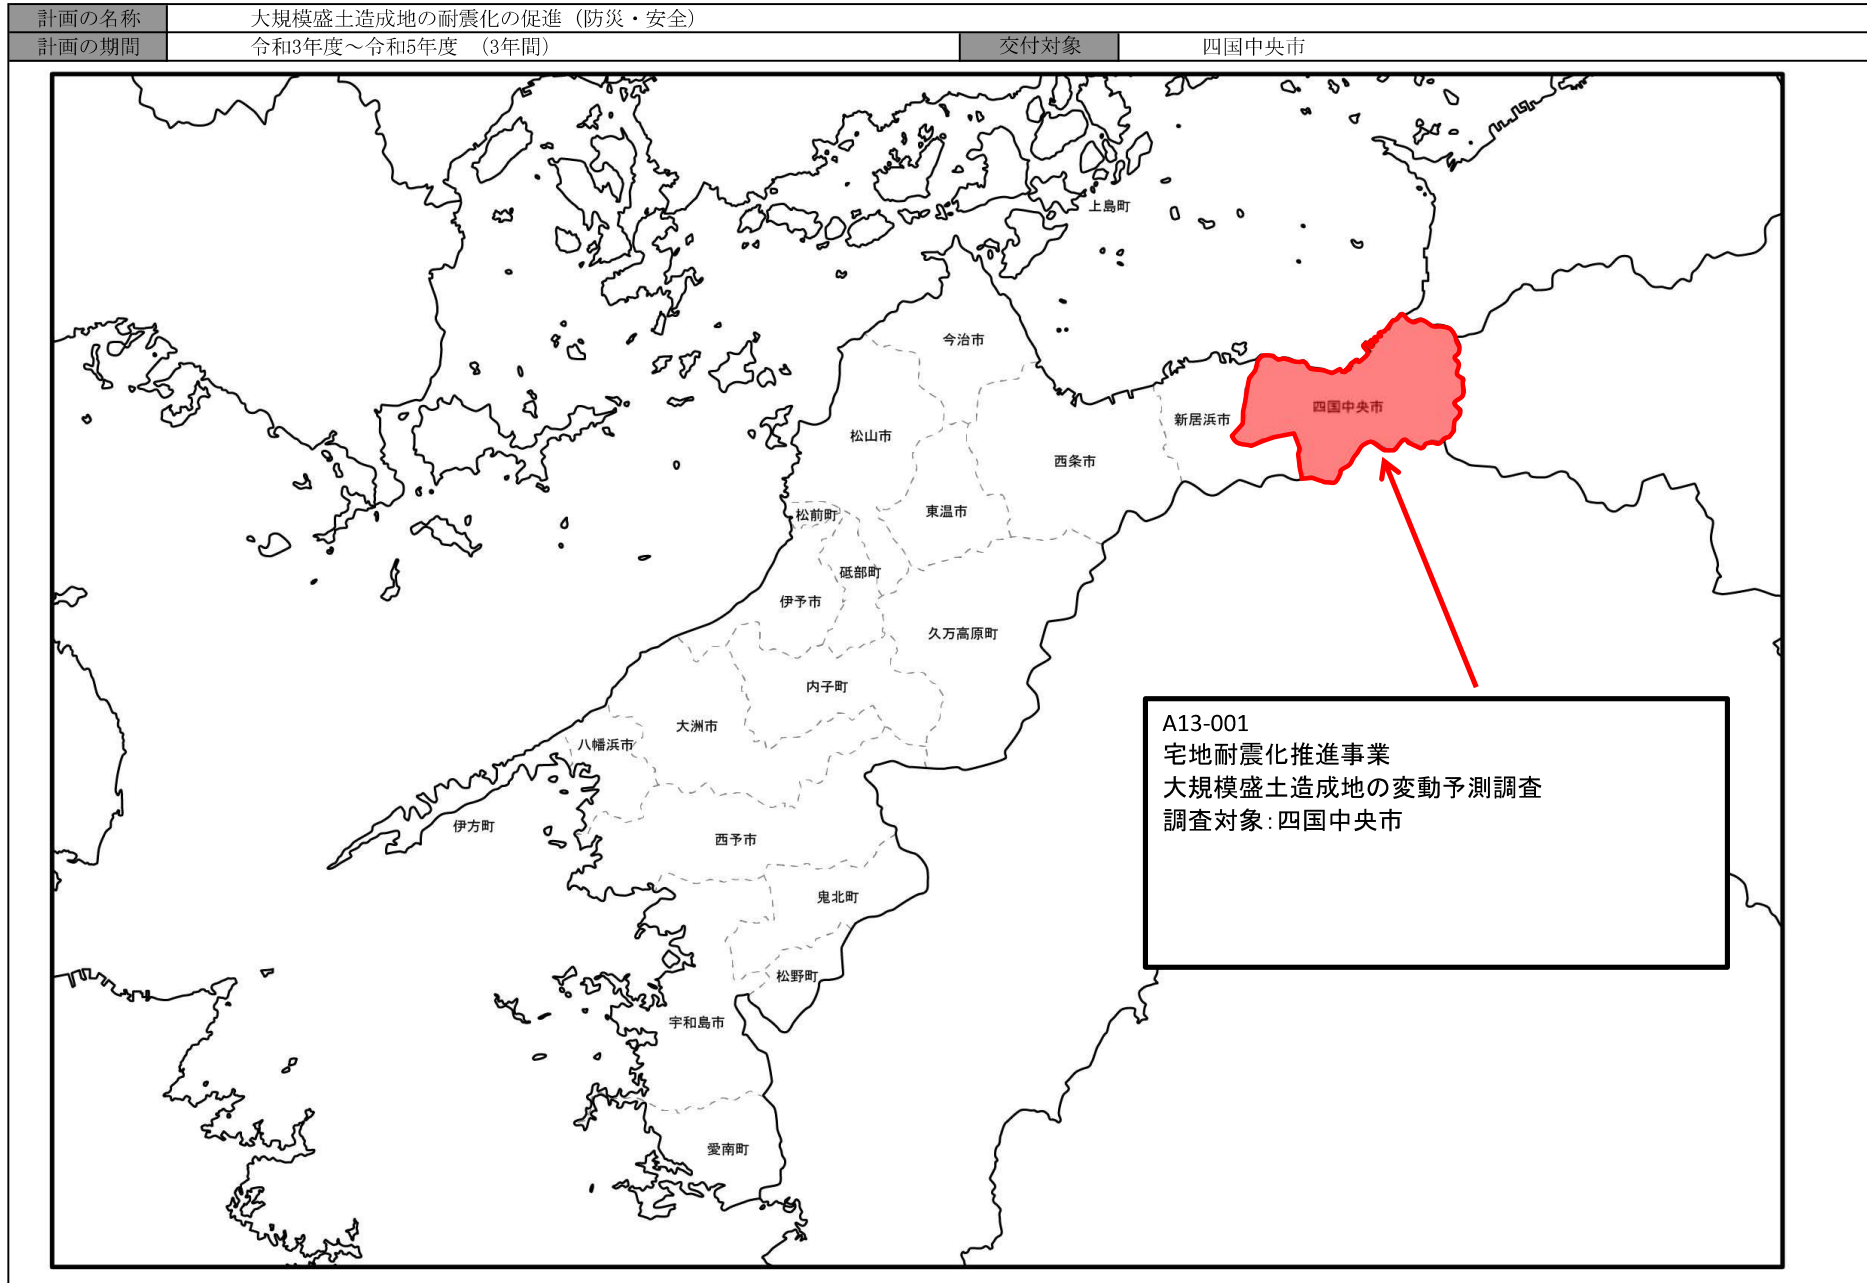 計画の名称 大規模盛土造成地の耐震化の促進（防災・安全）
計画の期間 令和3年度～令和5年度 （3年間） 交付対象 四国中央市
上島町
今治市
四国中央市
新居浜市
松山市
西条市
東温市
松前町
砥部町
伊予市
久万高原町
内子町
大洲市
八幡浜市
伊方町
西予市
鬼北町
松野町
宇和島市
愛南町
A13-001
宅地耐震化推進事業
大規模盛土造成地の変動予測調査
調査対象：四国中央市